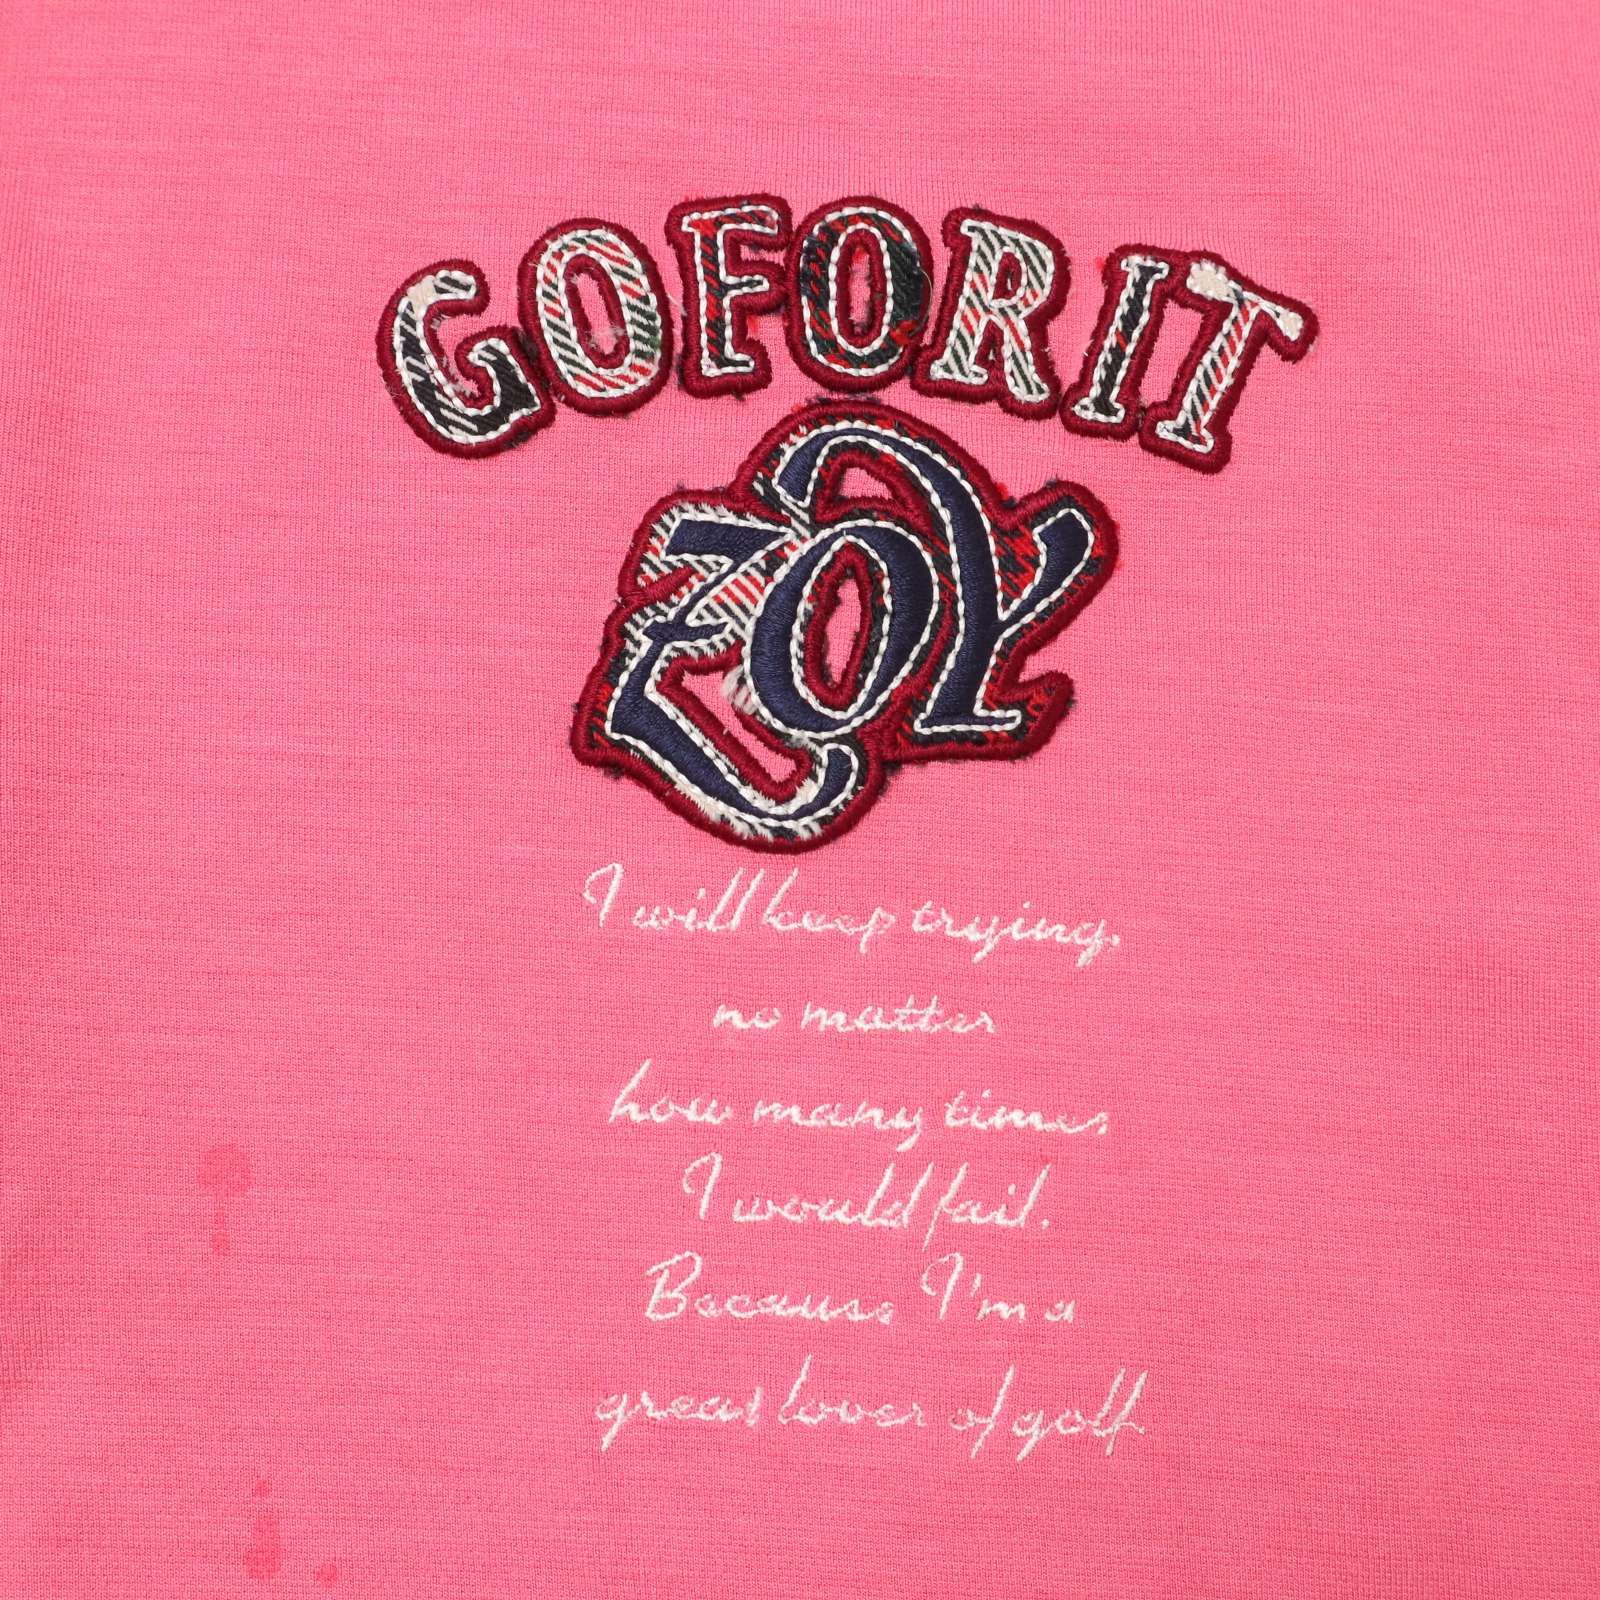 GOFORIT
ZOY
I will keep trying,
no matter
how many times
I would fail.
Because I'm a
great lover of golf.